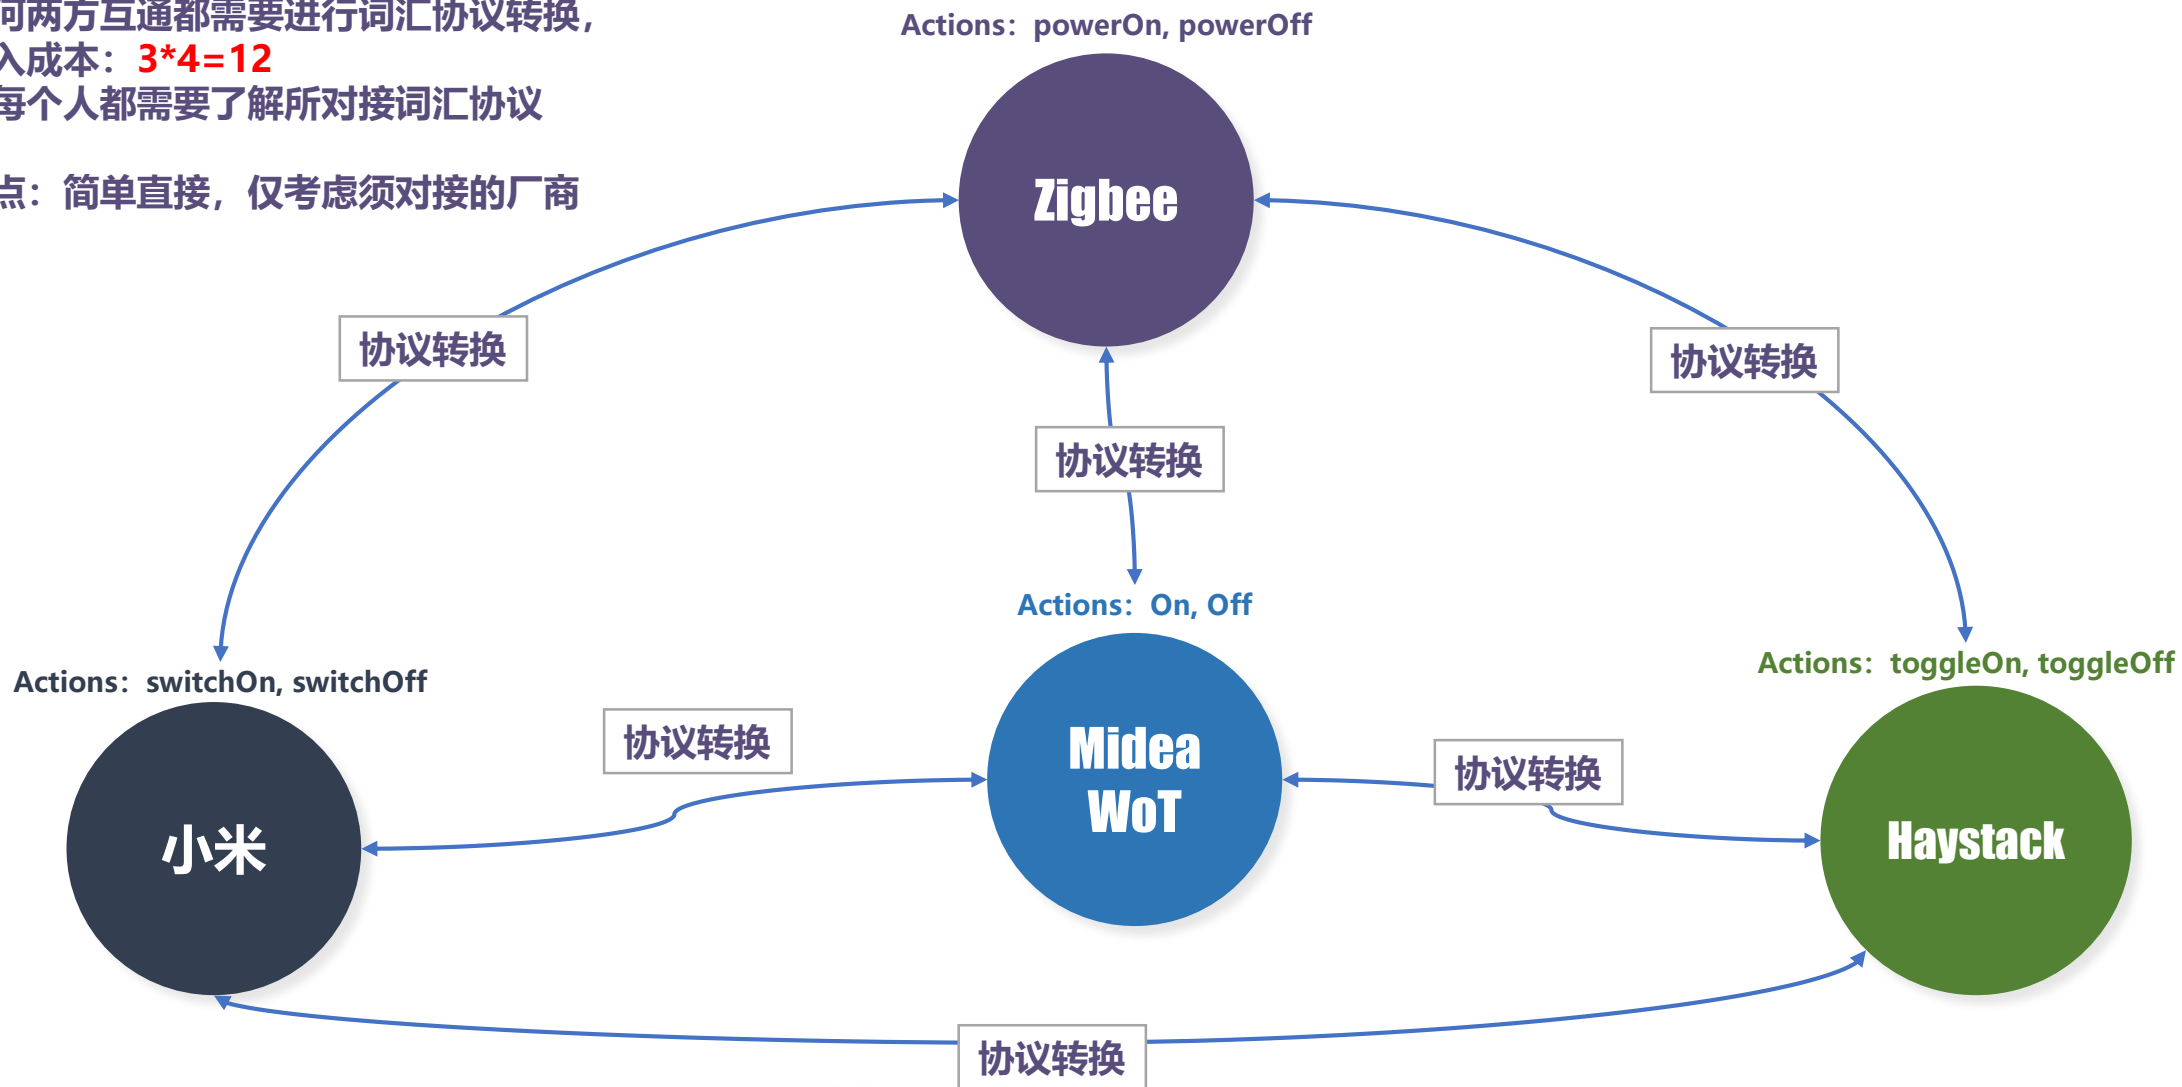 何两方互通都需要进行词汇协议转换，
入成本：3*4=12
每个人都需要了解所对接词汇协议
点：简单直接，仅考虑须对接的厂商
Actions：powerOn, powerOff
Zigbee
协议转换
协议转换
协议转换
Actions：On, Off
Actions：switchOn, switchOff
Actions：toggleOn, toggleOff
协议转换
Midea
WoT
协议转换
小米
Haystack
协议转换